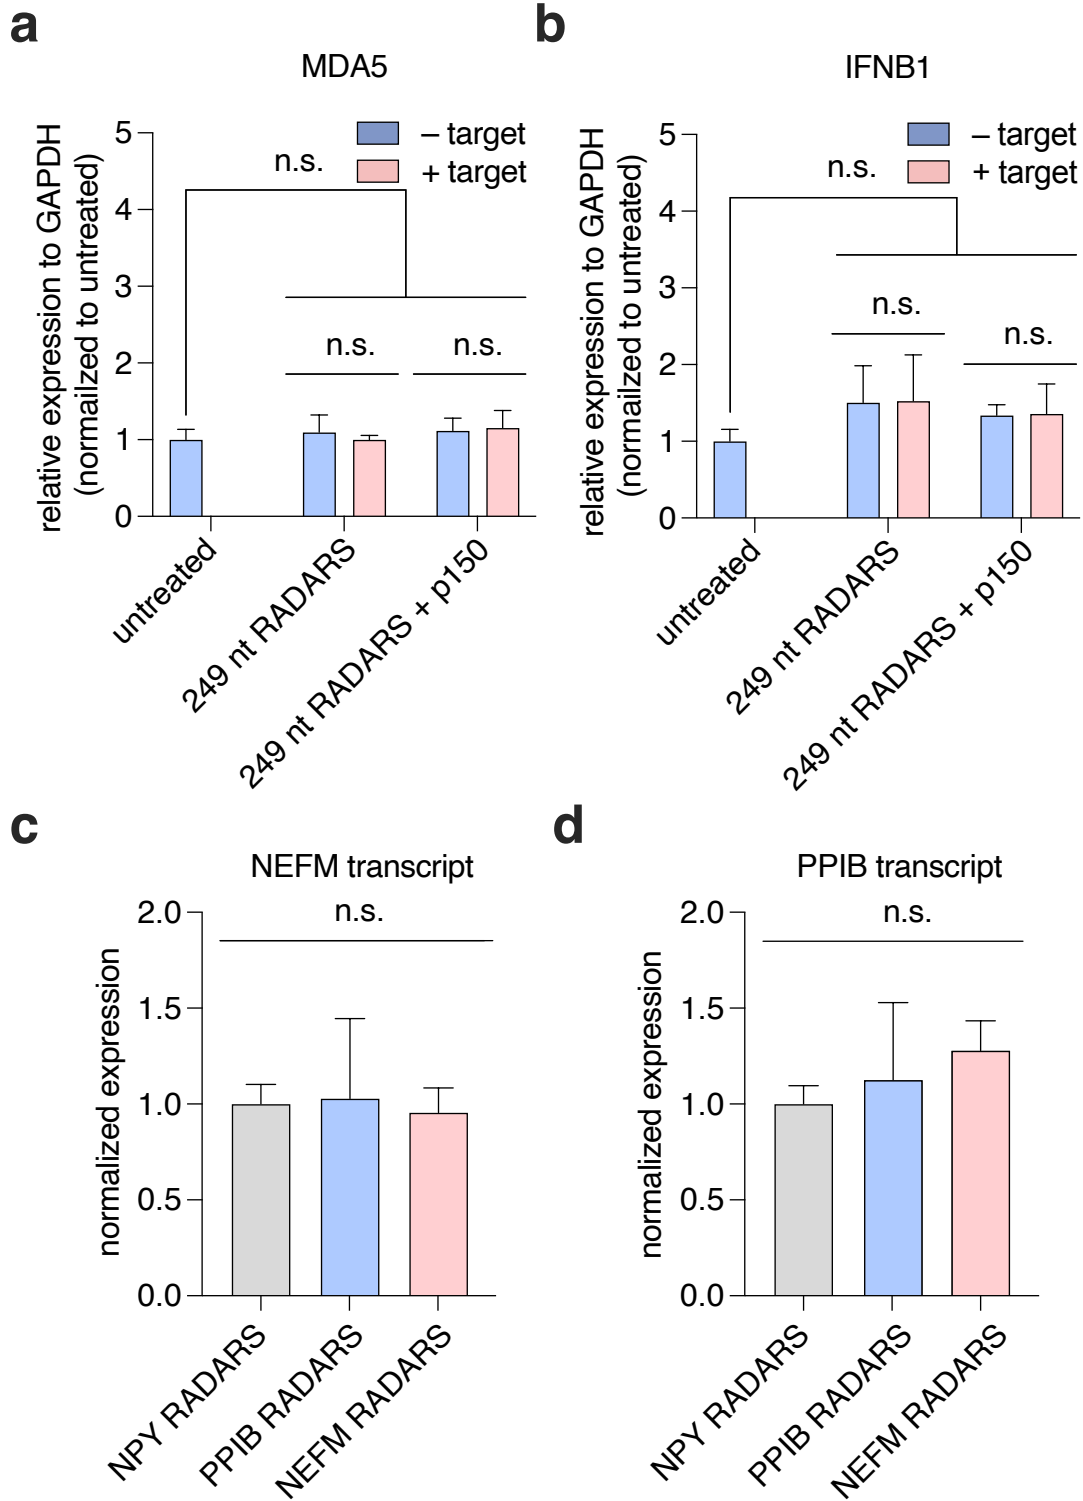 a
MDA5
relative expression to GAPDH
(normailzed to untreated)
5
4
3
2
1
0
– target
+ target
n.s.
n.s.
n.s.
untreated
249 nt RADARS
249 nt RADARS + p150
b
IFNB1
relative expression to GAPDH
(normalized to untreated)
5
4
3
2
1
0
– target
+ target
n.s.
n.s.
n.s.
untreated
249 nt RADARS
249 nt RADARS + p150
c
NEFM transcript
n.s.
normalized expression
2.0
1.5
1.0
0.5
0.0
NPY RADARS
PPIB RADARS
NEFM RADARS
d
PPIB transcript
n.s.
normalized expression
2.0
1.5
1.0
0.5
0.0
NPY RADARS
PPIB RADARS
NEFM RADARS